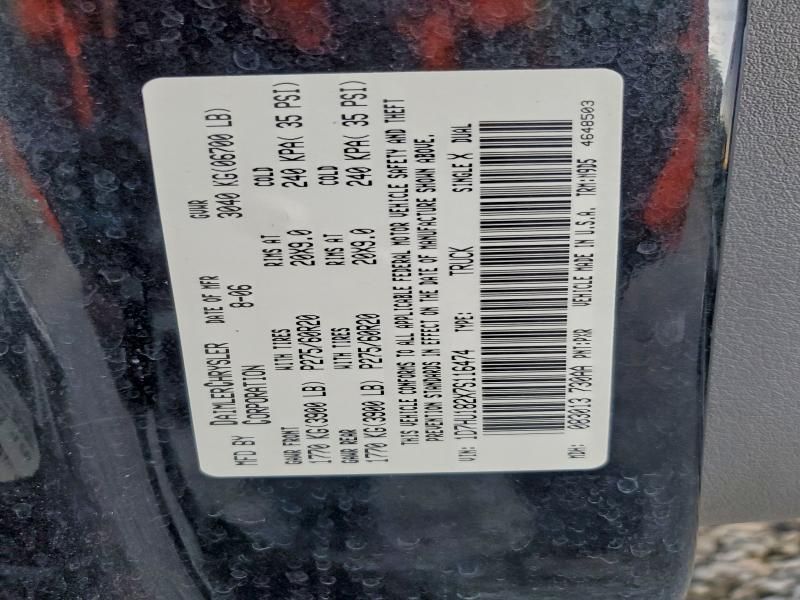 MFD BY DAIMLERCHRYSLER CORPORATION DATE OF MFR 8-06 GVWR 3040 KG(06700 LB)
GAWR FRONT WITH TIRES RIMS AT COLD
1770 KG(3900 LB) P275/60R20 20X9.0 240 KPA( 35 PSI)
GAWR REAR WITH TIRES RIMS AT COLD
1770 KG(3900 LB) P275/60R20 20X9.0 240 KPA( 35 PSI)
THIS VEHICLE CONFORMS TO ALL APPLICABLE FEDERAL MOTOR VEHICLE SAFETY AND THEFT
PREVENTION STANDARDS IN EFFECT ON THE DATE OF MANUFACTURE SHOWN ABOVE.
VIN: 1D7HU182X7S116474 TYPE: TRUCK SINGLE X DUAL
MDH: 083013 730AA PNT:PXR VEHICLE MADE IN U.S.A. TRM:M9D5 4648503